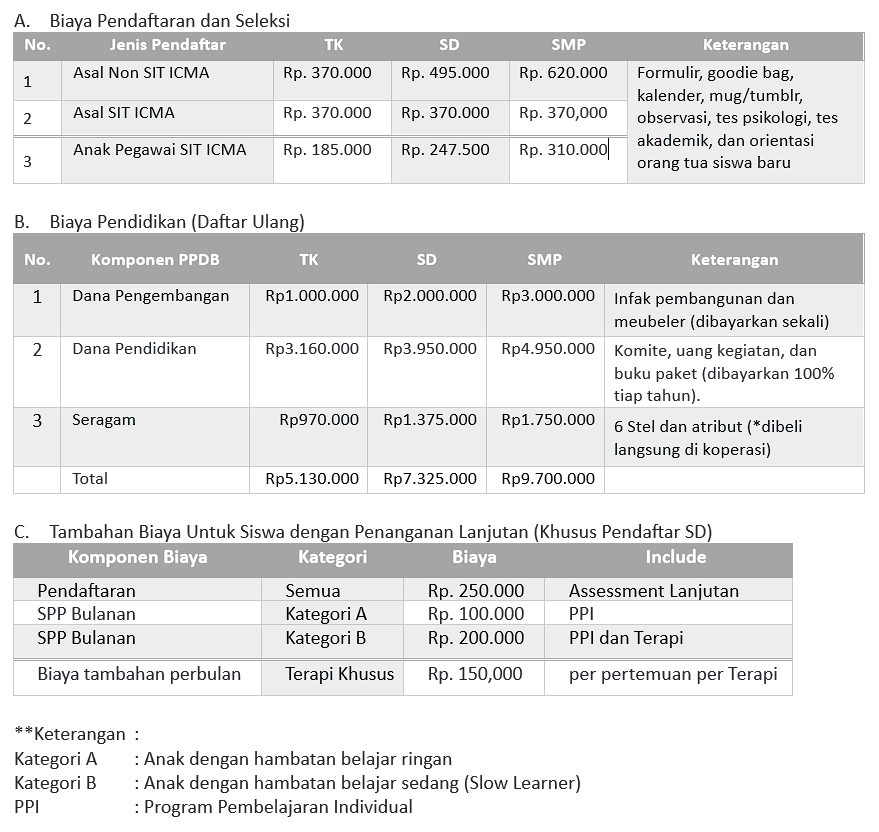 A. Biaya Pendaftaran dan Seleksi
No. Jenis Pendaftar TK SD SMP Keterangan
1 Asal Non SIT ICMA Rp. 370.000 Rp. 495.000 Rp. 620.000 Formulir, goodie bag,
kalender, mug/tumblr,
2 Asal SIT ICMA Rp. 370.000 Rp. 370.000 Rp. 370,000 observasi, tes psikologi, tes
akademik, dan orientasi
3 Anak Pegawai SIT ICMA Rp. 185.000 Rp. 247.500 Rp. 310.000 orang tua siswa baru
B. Biaya Pendidikan (Daftar Ulang)
No. Komponen PPDB TK SD SMP Keterangan
1 Dana Pengembangan Rp1.000.000 Rp2.000.000 Rp3.000.000 Infak pembangunan dan
meubeler (dibayarkan sekali)
2 Dana Pendidikan Rp3.160.000 Rp3.950.000 Rp4.950.000 Komite, uang kegiatan, dan
buku paket (dibayarkan 100%
tiap tahun).
3 Seragam Rp970.000 Rp1.375.000 Rp1.750.000 6 Stel dan atribut (*dibeli
langsung di koperasi)
Total Rp5.130.000 Rp7.325.000 Rp9.700.000
C. Tambahan Biaya Untuk Siswa dengan Penanganan Lanjutan (Khusus Pendaftar SD)
Komponen Biaya Kategori Biaya Include
Pendaftaran Semua Rp. 250.000 Assessment Lanjutan
SPP Bulanan Kategori A Rp. 100.000 PPI
SPP Bulanan Kategori B Rp. 200.000 PPI dan Terapi
Biaya tambahan perbulan Terapi Khusus Rp. 150,000 per pertemuan per Terapi
**Keterangan :
Kategori A : Anak dengan hambatan belajar ringan
Kategori B : Anak dengan hambatan belajar sedang (Slow Learner)
PPI : Program Pembelajaran Individual